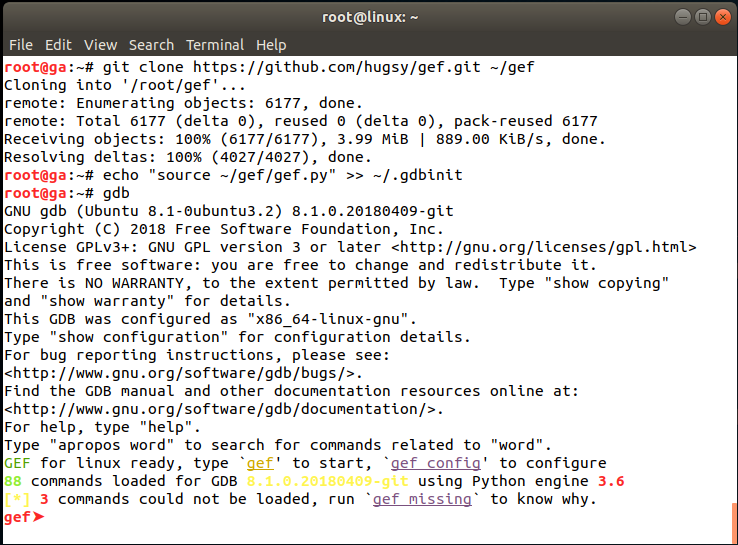 root@linux: ~
File Edit View Search Terminal Help
root@ga:~# git clone https://github.com/hugsy/gef.git ~/gef
Cloning into '/root/gef'...
remote: Enumerating objects: 6177, done.
remote: Total 6177 (delta 0), reused 0 (delta 0), pack-reused 6177
Receiving objects: 100% (6177/6177), 3.99 MiB | 889.00 KiB/s, done.
Resolving deltas: 100% (4027/4027), done.
root@ga:~# echo "source ~/gef/gef.py" >> ~/.gdbinit
root@ga:~# gdb
GNU gdb (Ubuntu 8.1-0ubuntu3.2) 8.1.0.20180409-git
Copyright (C) 2018 Free Software Foundation, Inc.
License GPLv3+: GNU GPL version 3 or later <http://gnu.org/licenses/gpl.html>
This is free software: you are free to change and redistribute it.
There is NO WARRANTY, to the extent permitted by law.  Type "show copying"
and "show warranty" for details.
This GDB was configured as "x86_64-linux-gnu".
Type "show configuration" for configuration details.
For bug reporting instructions, please see:
<http://www.gnu.org/software/gdb/bugs/>.
Find the GDB manual and other documentation resources online at:
<http://www.gnu.org/software/gdb/documentation/>.
For help, type "help".
Type "apropos word" to search for commands related to "word".
GEF for linux ready, type `gef' to start, `gef config' to configure
88 commands loaded for GDB 8.1.0.20180409-git using Python engine 3.6
[*] 3 commands could not be loaded, run `gef missing` to know why.
gef➤